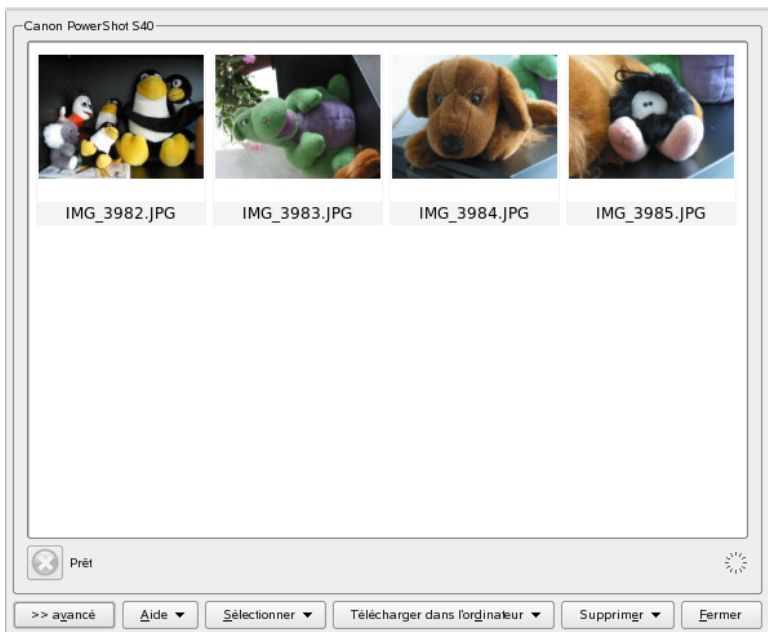 Canon PowerShot S40
IMG_3982.JPG
IMG_3983.JPG
IMG_3984.JPG
IMG_3985.JPG
Prêt
>> avancé
Aide
Sélectionner
Télécharger dans l'ordinateur
Supprimer
Fermer